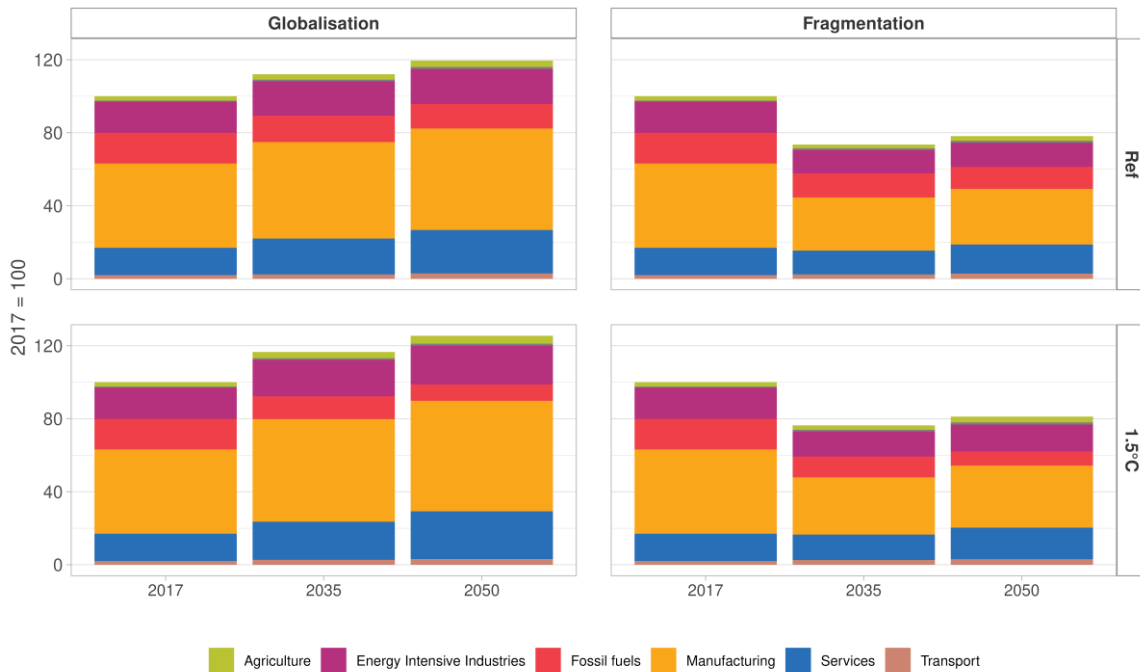 Globalisation Fragmentation
120
80
40
0
Ref
120
80
40
0
1.5°C
2017 = 100
2017 2035 2050 2017 2035 2050
Agriculture Energy Intensive Industries Fossil fuels Manufacturing Services Transport